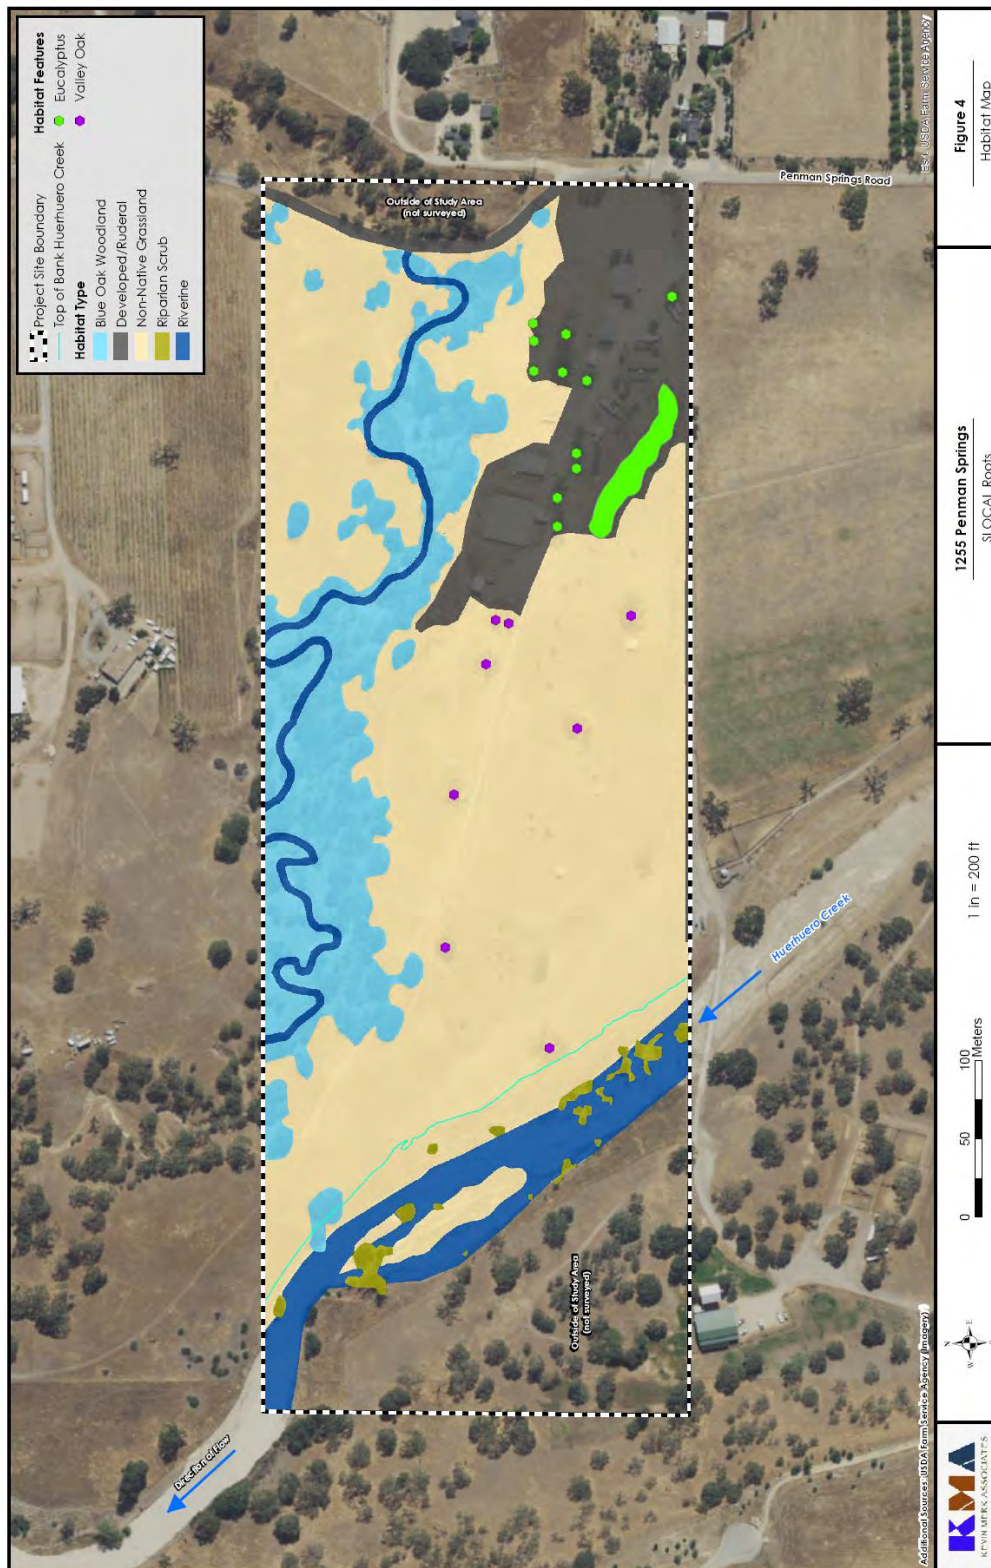 Project Site Boundary
Top of Bank Huerhuero Creek
Habitat Type
Blue Oak Woodland
Developed/Ruderal
Non-Native Grassland
Riparian Scrub
Riverine
Habitat Features
Eucalyptus
Valley Oak
Outside of Study Area
(not surveyed)
Penman Springs Road
Huerhuero Creek
Outside of Study Area
(not surveyed)
Direction of Flow
Esri, USDA Farm Service Agency
Additional Sources: USDA Farm Service Agency (Imagery)
KMA
KEVIN MERK ASSOCIATES
N
E
S
W
0 50 100
Meters
1 in = 200 ft
1255 Penman Springs
SLOCAL Roots
Figure 4
Habitat Map